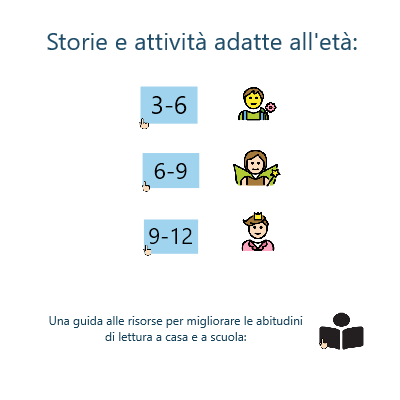 Storie e attività adatte all'età:
3-6
6-9
9-12
Una guida alle risorse per migliorare le abitudini
di lettura a casa e a scuola: